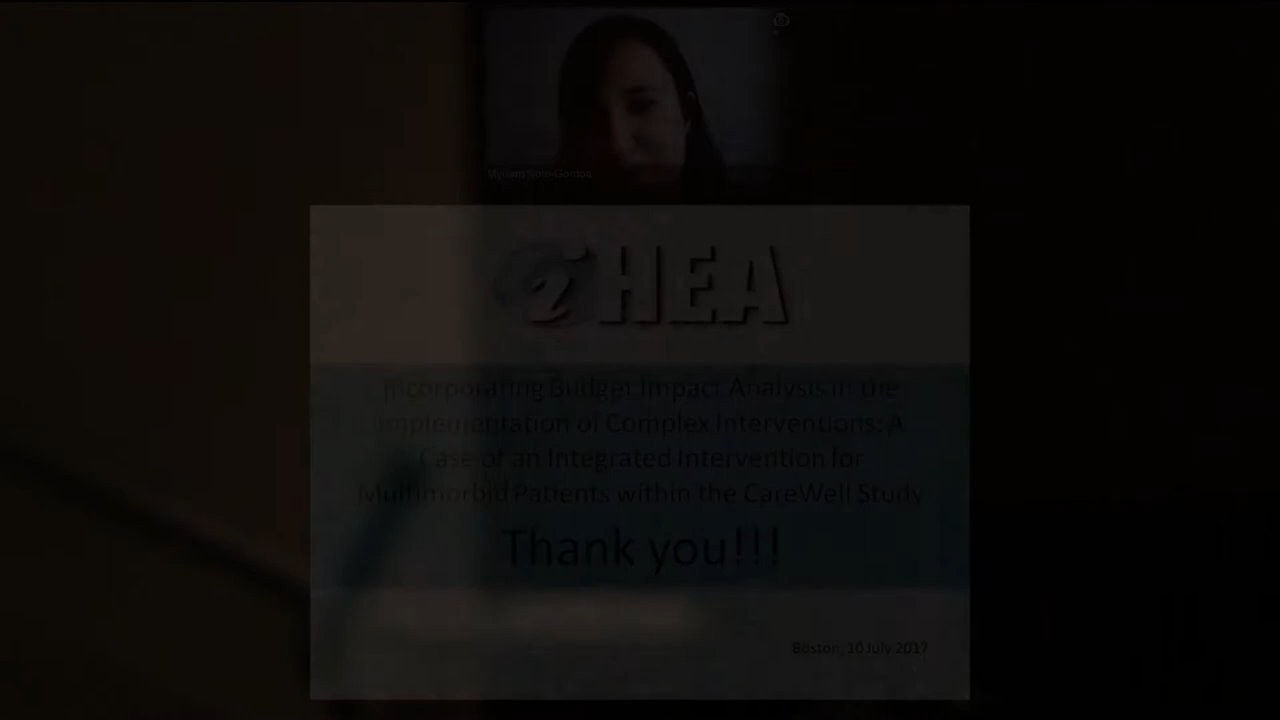 iHEA
Incorporating Budget Impact Analysis in the
Implementation of Complex Interventions: A
Case of an Integrated Intervention for
Multimorbid Patients within the CareWell Study
Thank you!!!
Boston, 10 July 2017